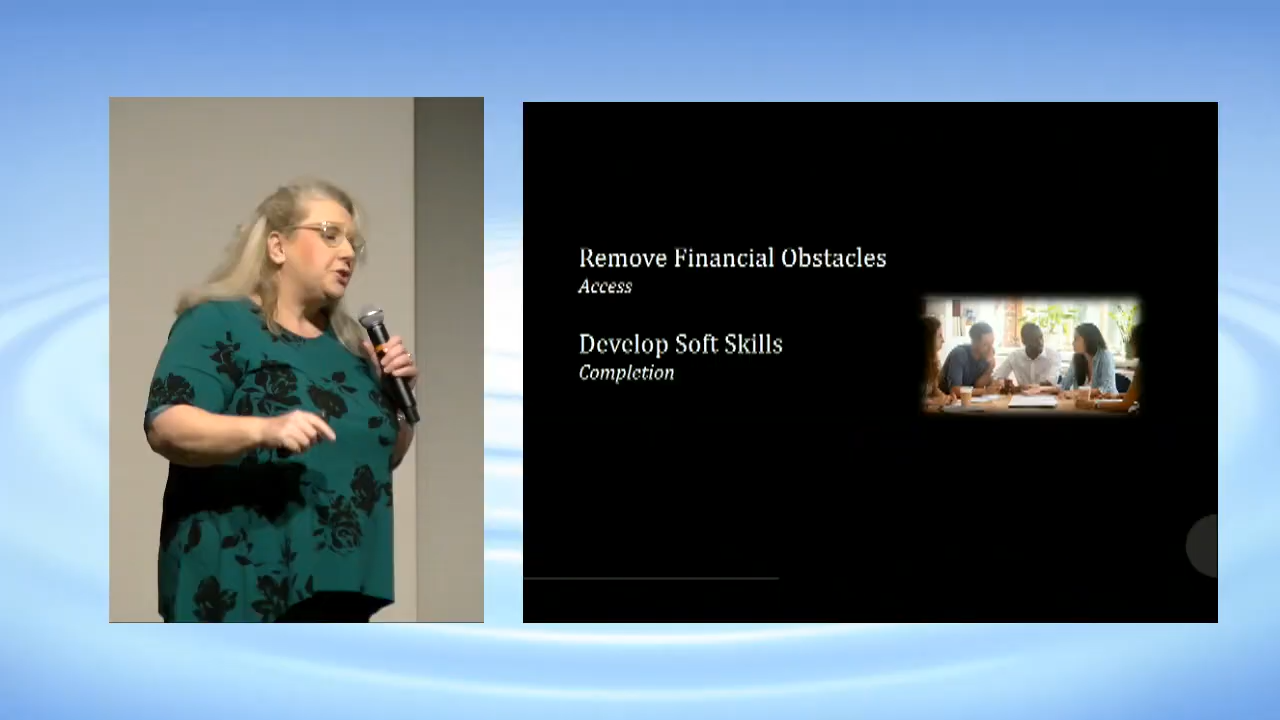 Remove Financial Obstacles
Access
Develop Soft Skills
Completion